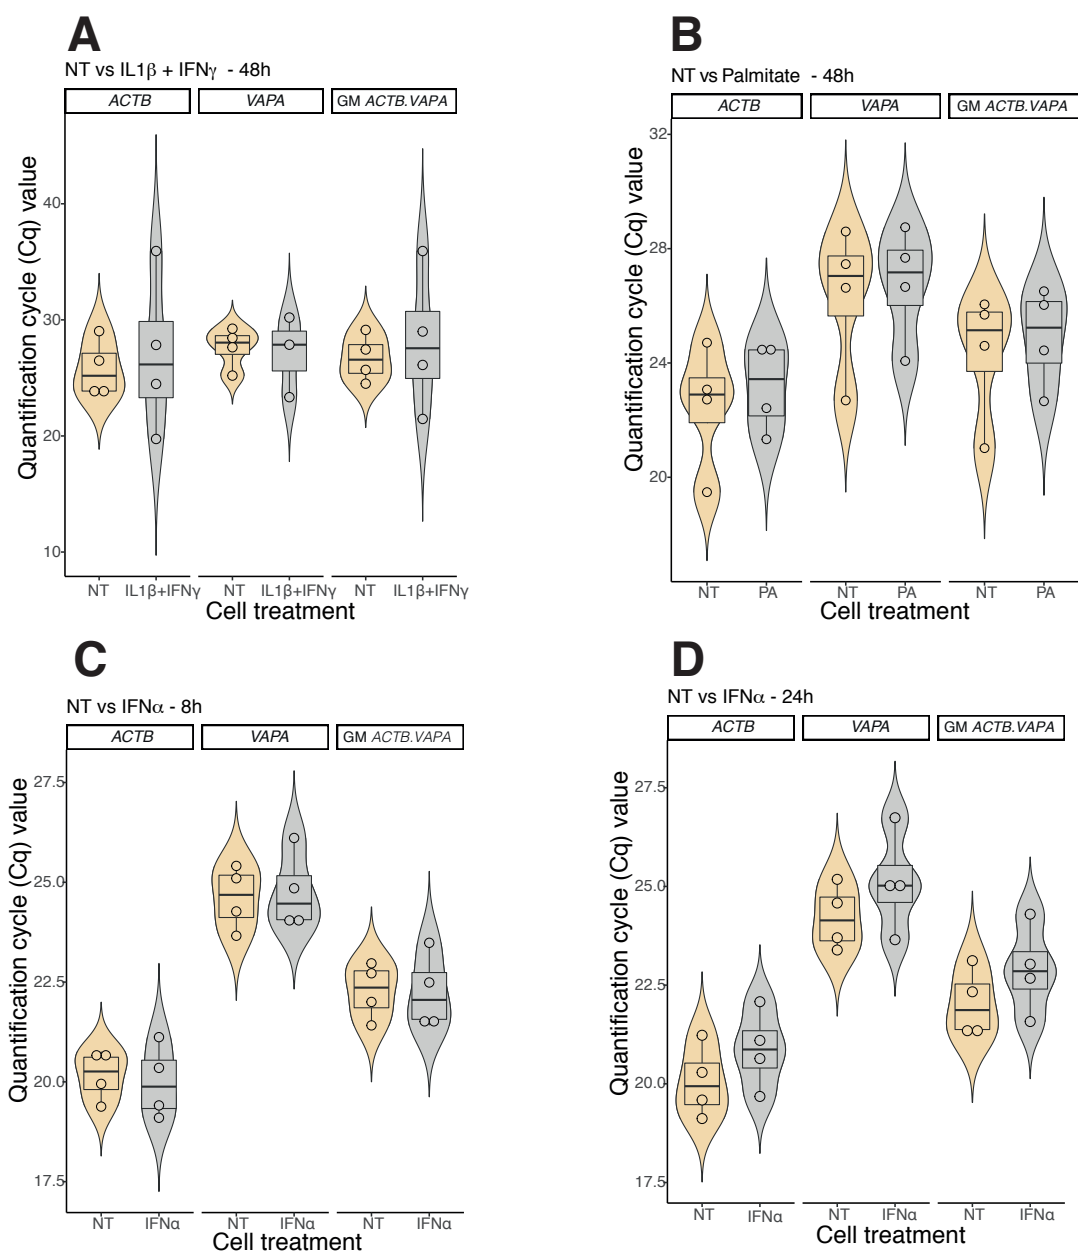 A
NT vs IL1β + IFNγ - 48h
ACTB VAPA GM ACTB.VAPA
Quantification cycle (Cq) value
40
30
20
10
NT IL1β+IFNγ NT IL1β+IFNγ NT IL1β+IFNγ
Cell treatment
B
NT vs Palmitate - 48h
ACTB VAPA GM ACTB.VAPA
Quantification cycle (Cq) value
32
28
24
20
NT PA NT PA NT PA
Cell treatment
C
NT vs IFNα - 8h
ACTB VAPA GM ACTB.VAPA
Quantification cycle (Cq) value
27.5
25.0
22.5
20.0
17.5
NT IFNα NT IFNα NT IFNα
Cell treatment
D
NT vs IFNα - 24h
ACTB VAPA GM ACTB.VAPA
Quantification cycle (Cq) value
27.5
25.0
22.5
20.0
17.5
NT IFNα NT IFNα NT IFNα
Cell treatment